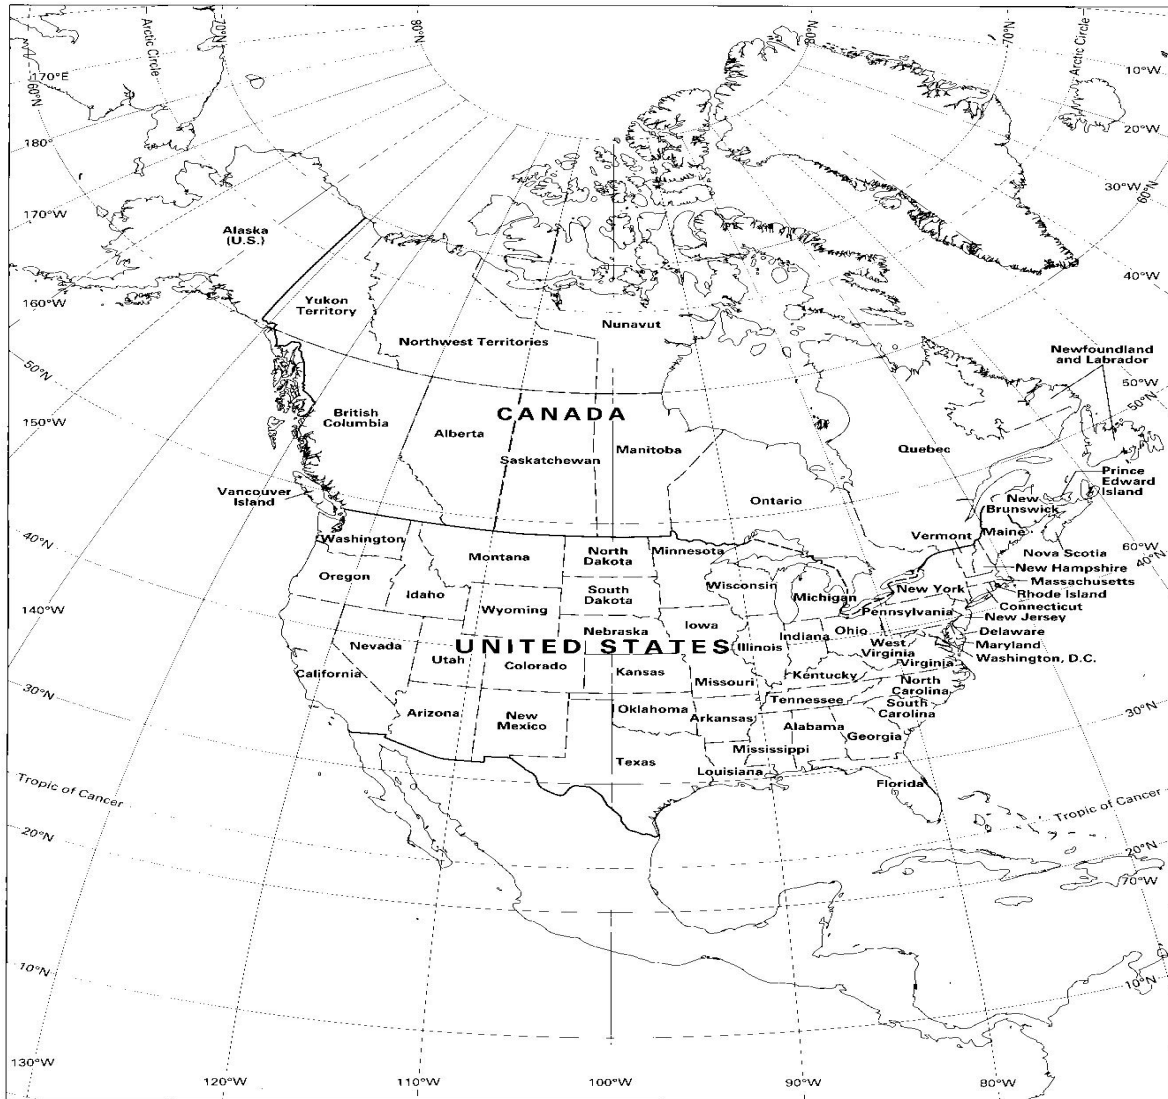 80°N
80°N
70°N
Arctic Circle
70°N
Arctic Circle
170°E
60°N
10°W
20°W
180°
30°W
60°N
170°W
Alaska
(U.S.)
40°W
160°W
Yukon
Territory
Nunavut
Northwest Territories
Newfoundland
and Labrador
50°N
50°W
50°N
150°W
British
Columbia
CANADA
Alberta
Saskatchewan
Manitoba
Quebec
Ontario
Prince
Edward
Island
New
Brunswick
Vancouver
Island
40°N
Washington
Montana
North
Dakota
Minnesota
Vermont
Maine
Nova Scotia
60°W
40°N
New Hampshire
Oregon
Idaho
Wyoming
South
Dakota
Wisconsin
Michigan
New York
Massachusetts
Rhode Island
Connecticut
140°W
Pennsylvania
New Jersey
Iowa
Nebraska
Nevada
Utah
UNITED STATES
Colorado
Illinois
Indiana
Ohio
West
Virginia
Virginia
Delaware
Maryland
Washington, D.C.
California
Kansas
Missouri
Kentucky
30°N
Tennessee
North
Carolina
South
Carolina
Arizona
New
Mexico
Oklahoma
Arkansas
Alabama
Georgia
30°N
Mississippi
Texas
Louisiana
Florida
Tropic of Cancer
Tropic of Cancer
20°N
20°N
70°W
10°N
10°N
130°W
120°W
110°W
100°W
90°W
80°W